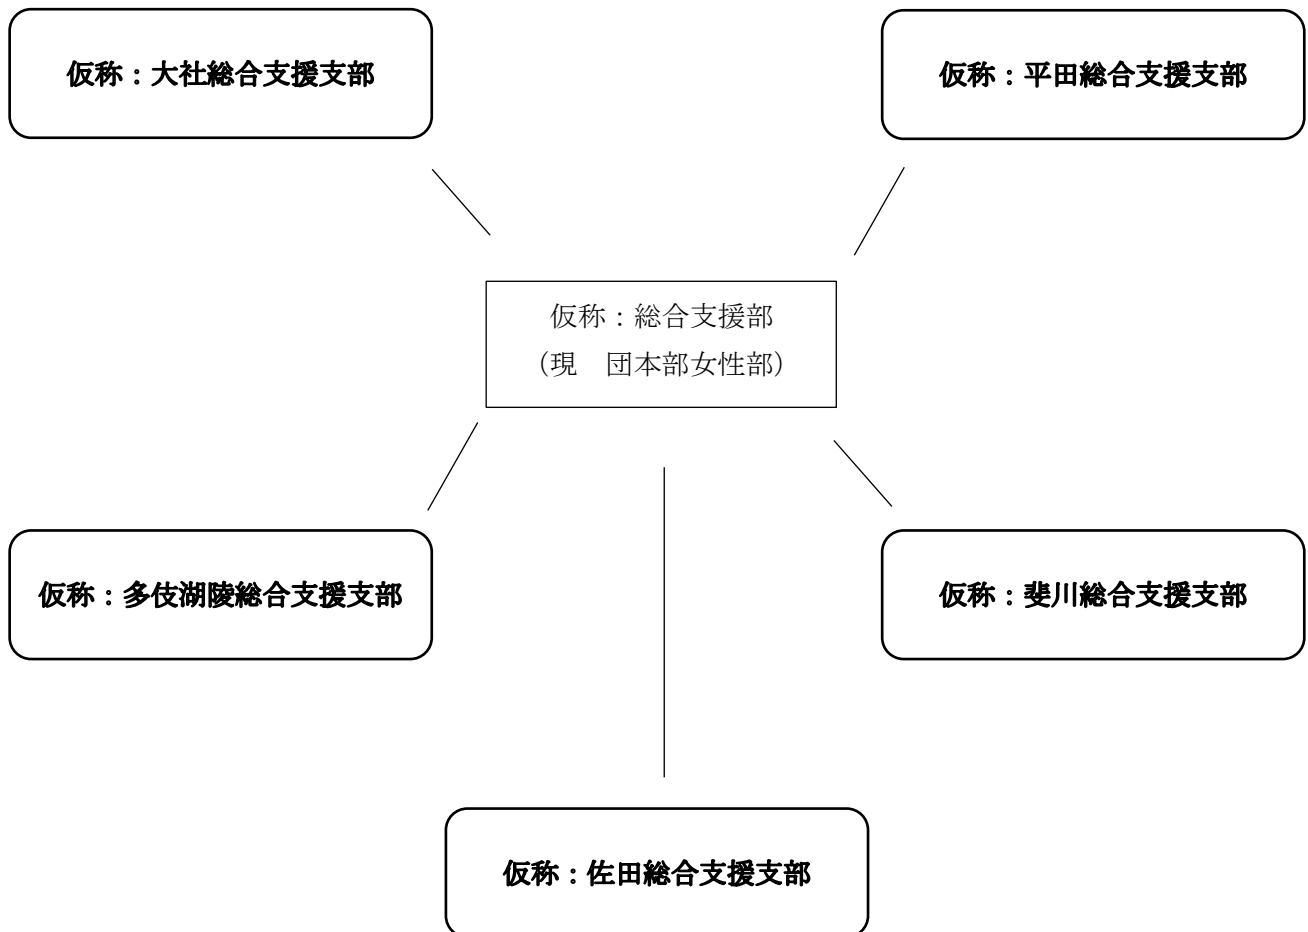 仮称：大社総合支援支部
仮称：平田総合支援支部
仮称：総合支援部
（現　団本部女性部）
仮称：多伎湖陵総合支援支部
仮称：斐川総合支援支部
仮称：佐田総合支援支部